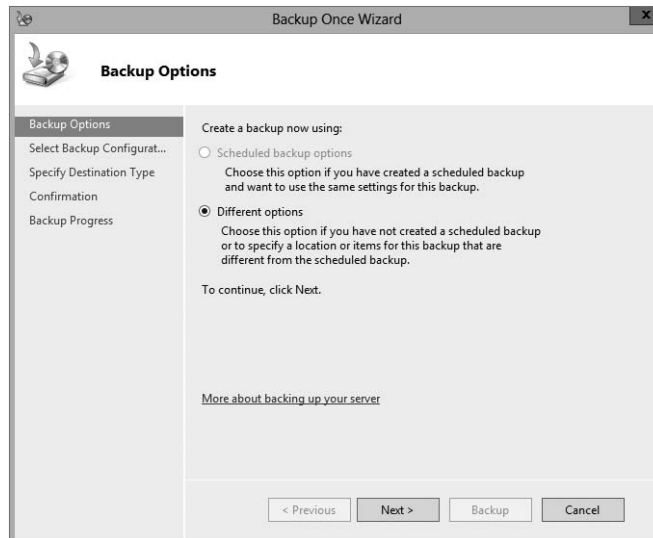 Backup Once Wizard
x
Backup Options
Backup Options
Select Backup Configurat...
Specify Destination Type
Confirmation
Backup Progress
Create a backup now using:
Scheduled backup options
Choose this option if you have created a scheduled backup
and want to use the same settings for this backup.
Different options
Choose this option if you have not created a scheduled backup
or to specify a location or items for this backup that are
different from the scheduled backup.
To continue, click Next.
More about backing up your server
< Previous
Next >
Backup
Cancel